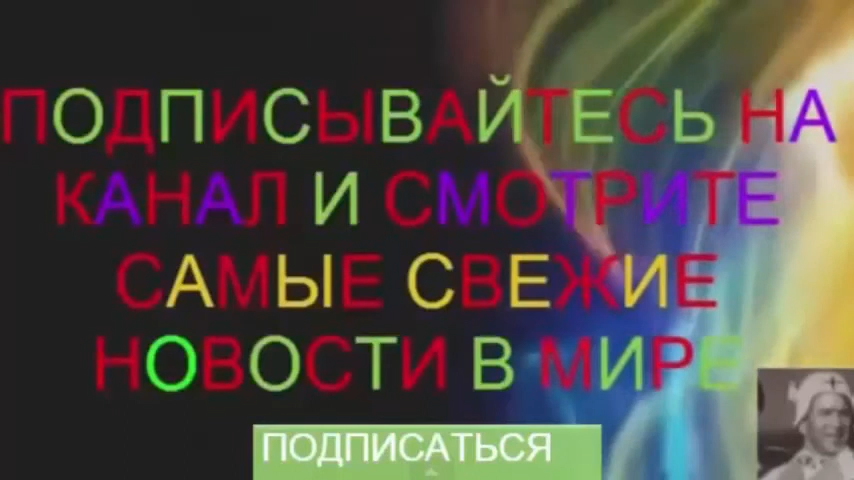 ПОДПИСЫВАЙТЕСЬ НА
КАНАЛ И СМОТРИТЕ
САМЫЕ СВЕЖИЕ
НОВОСТИ В МИРЕ
ПОДПИСАТЬСЯ